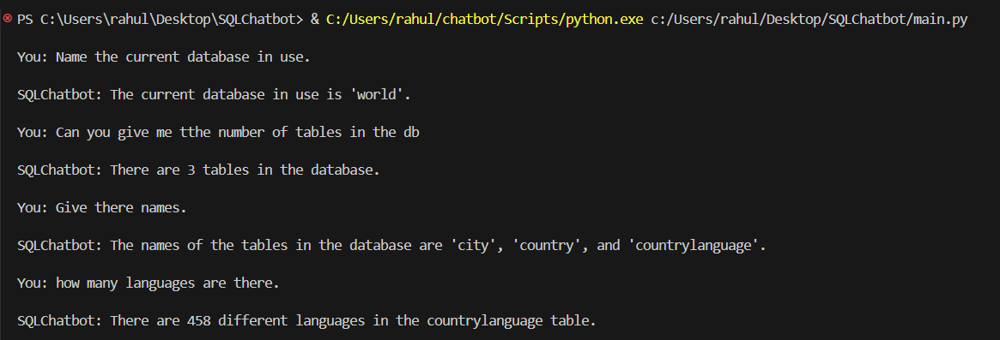 PS C:\Users\rahul\Desktop\SQLChatbot> & C:/Users/rahul/chatbot/Scripts/python.exe c:/Users/rahul/Desktop/SQLChatbot/main.py
You: Name the current database in use.
SQLChatbot: The current database in use is 'world'.
You: Can you give me tthe number of tables in the db
SQLChatbot: There are 3 tables in the database.
You: Give there names.
SQLChatbot: The names of the tables in the database are 'city', 'country', and 'countrylanguage'.
You: how many languages are there.
SQLChatbot: There are 458 different languages in the countrylanguage table.